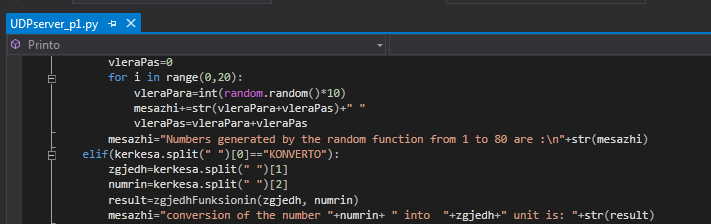 UDPserver_p1.py
Printo
vleraPas=0
for i in range(0,20):
vleraPara=int(random.random()*10)
mesazhi+=str(vleraPara+vleraPas)+" "
vleraPas=vleraPara+vleraPas
mesazhi="Numbers generated by the random function from 1 to 80 are :\n"+str(mesazhi)
elif(kerkesa.split(" ")[0]=="KONVERTO"):
zgjedh=kerkesa.split(" ")[1]
numrin=kerkesa.split(" ")[2]
result=zgjedhFunksionin(zgjedh, numrin)
mesazhi="conversion of the number "+numrin+ " into  "+zgjedh+" unit is: "+str(result)